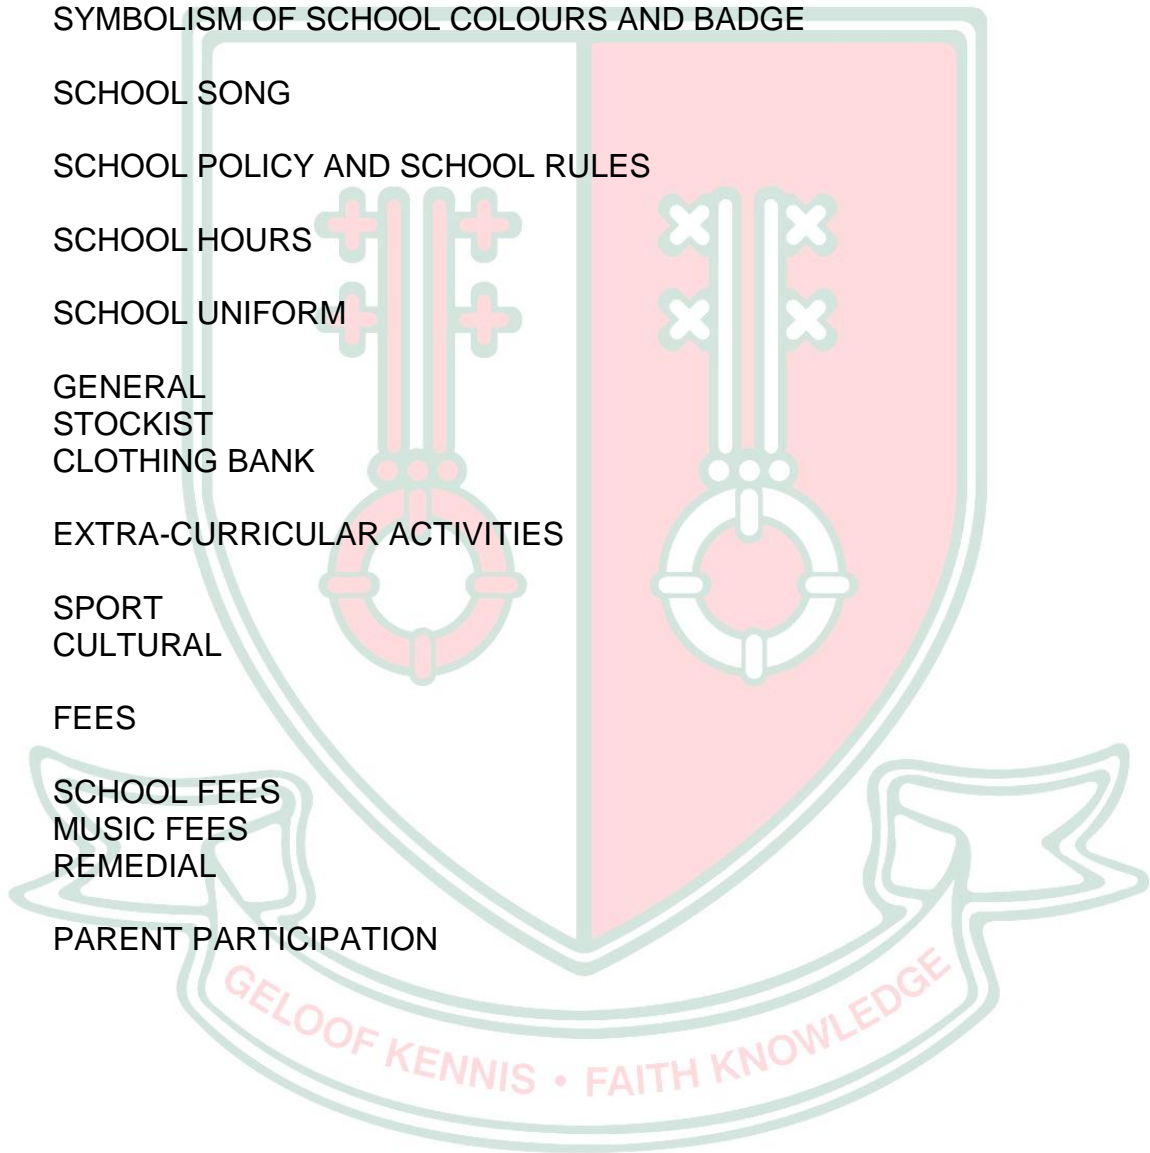 SYMBOLISM OF SCHOOL COLOURS AND BADGE
SCHOOL SONG
SCHOOL POLICY AND SCHOOL RULES
SCHOOL HOURS
SCHOOL UNIFORM
GENERAL
STOCKIST
CLOTHING BANK
EXTRA-CURRICULAR ACTIVITIES
SPORT
CULTURAL
FEES
SCHOOL FEES
MUSIC FEES
REMEDIAL
PARENT PARTICIPATION
GELOOF KENNIS • FAITH KNOWLEDGE